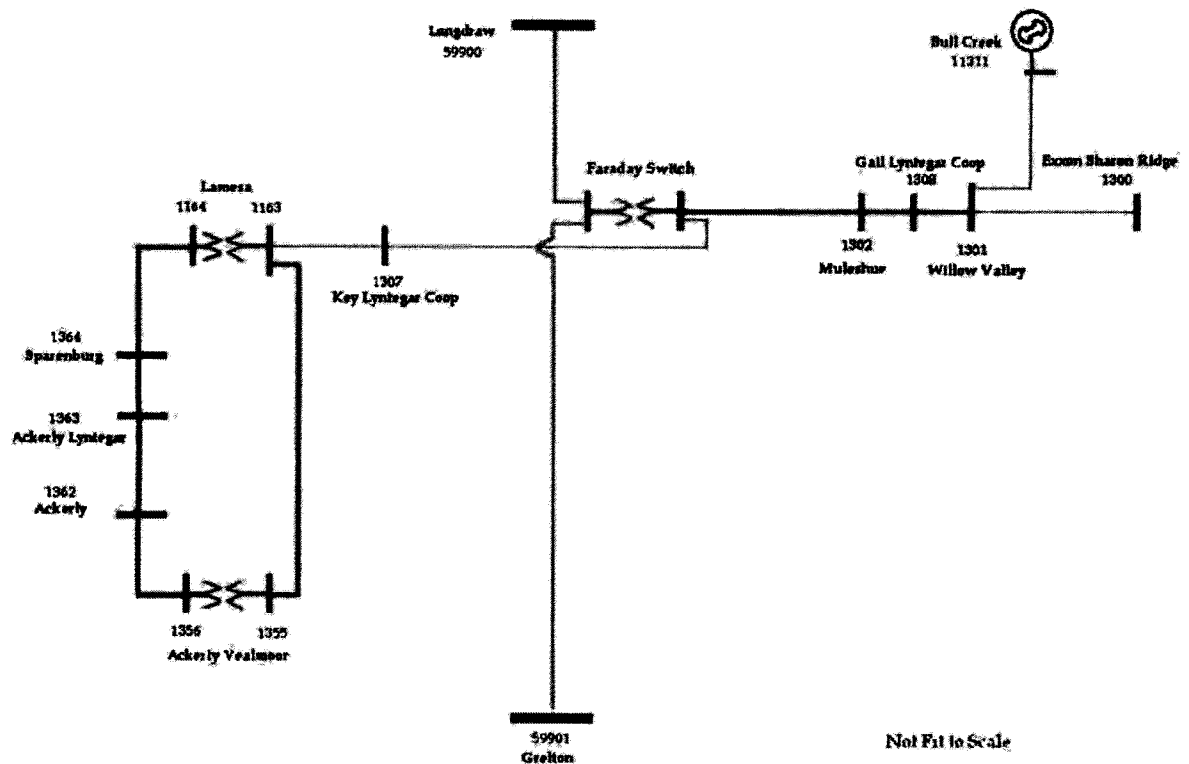 Longdraw
59900
Bull Creek
11311
Faraday Switch
Gail Lyntegar Coop
1308
Exxon Sharon Ridge
1300
Lamesa
1164
1163
1307
Key Lyntegar Coop
1302
Muleshoe
1301
Willow Valley
1364
Sparenburg
1363
Ackerly Lyntegar
1362
Ackerly
1356
1355
Ackerly Vealmoor
59901
Grelton
Not Fit to Scale